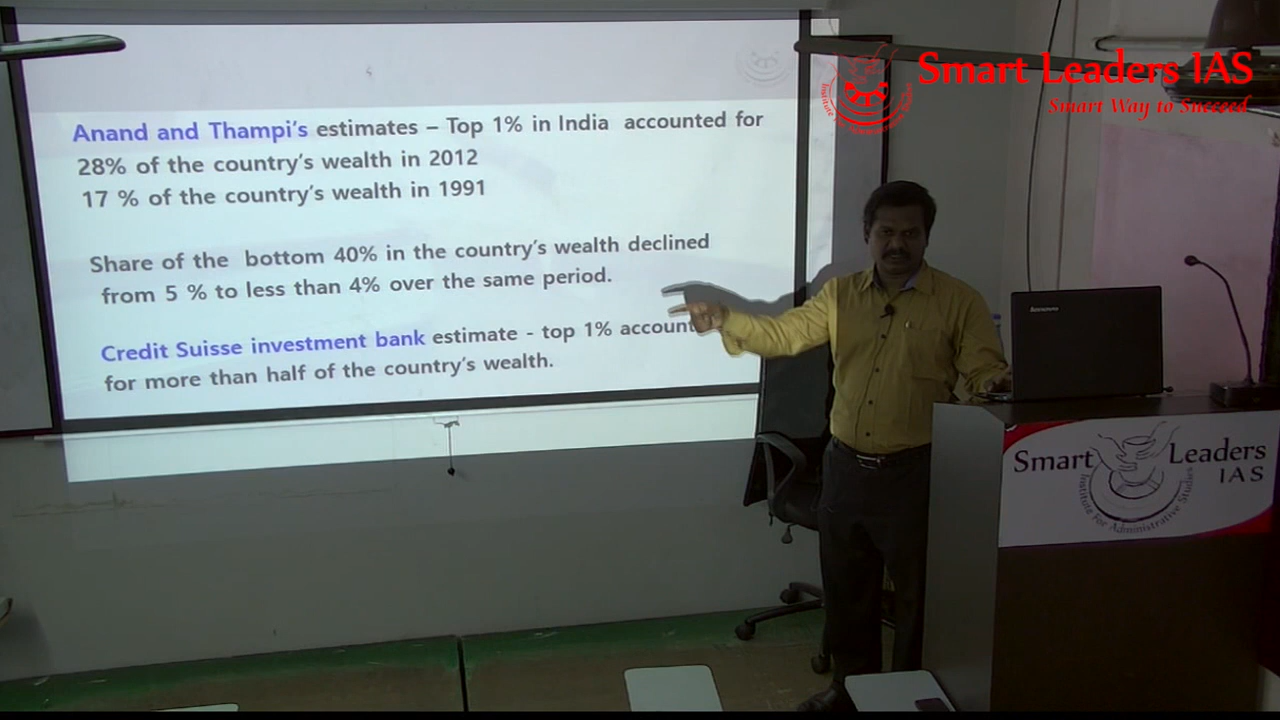 Anand and Thampi's estimates – Top 1% in India accounted for
28% of the country's wealth in 2012
17 % of the country's wealth in 1991
Share of the bottom 40% in the country's wealth declined
from 5 % to less than 4% over the same period.
Credit Suisse investment bank estimate - top 1% account
for more than half of the country's wealth.
Smart Leaders IAS
Smart Way to Succeed
lenovo
Smart Leaders
IAS
Institute For Administrative Studies